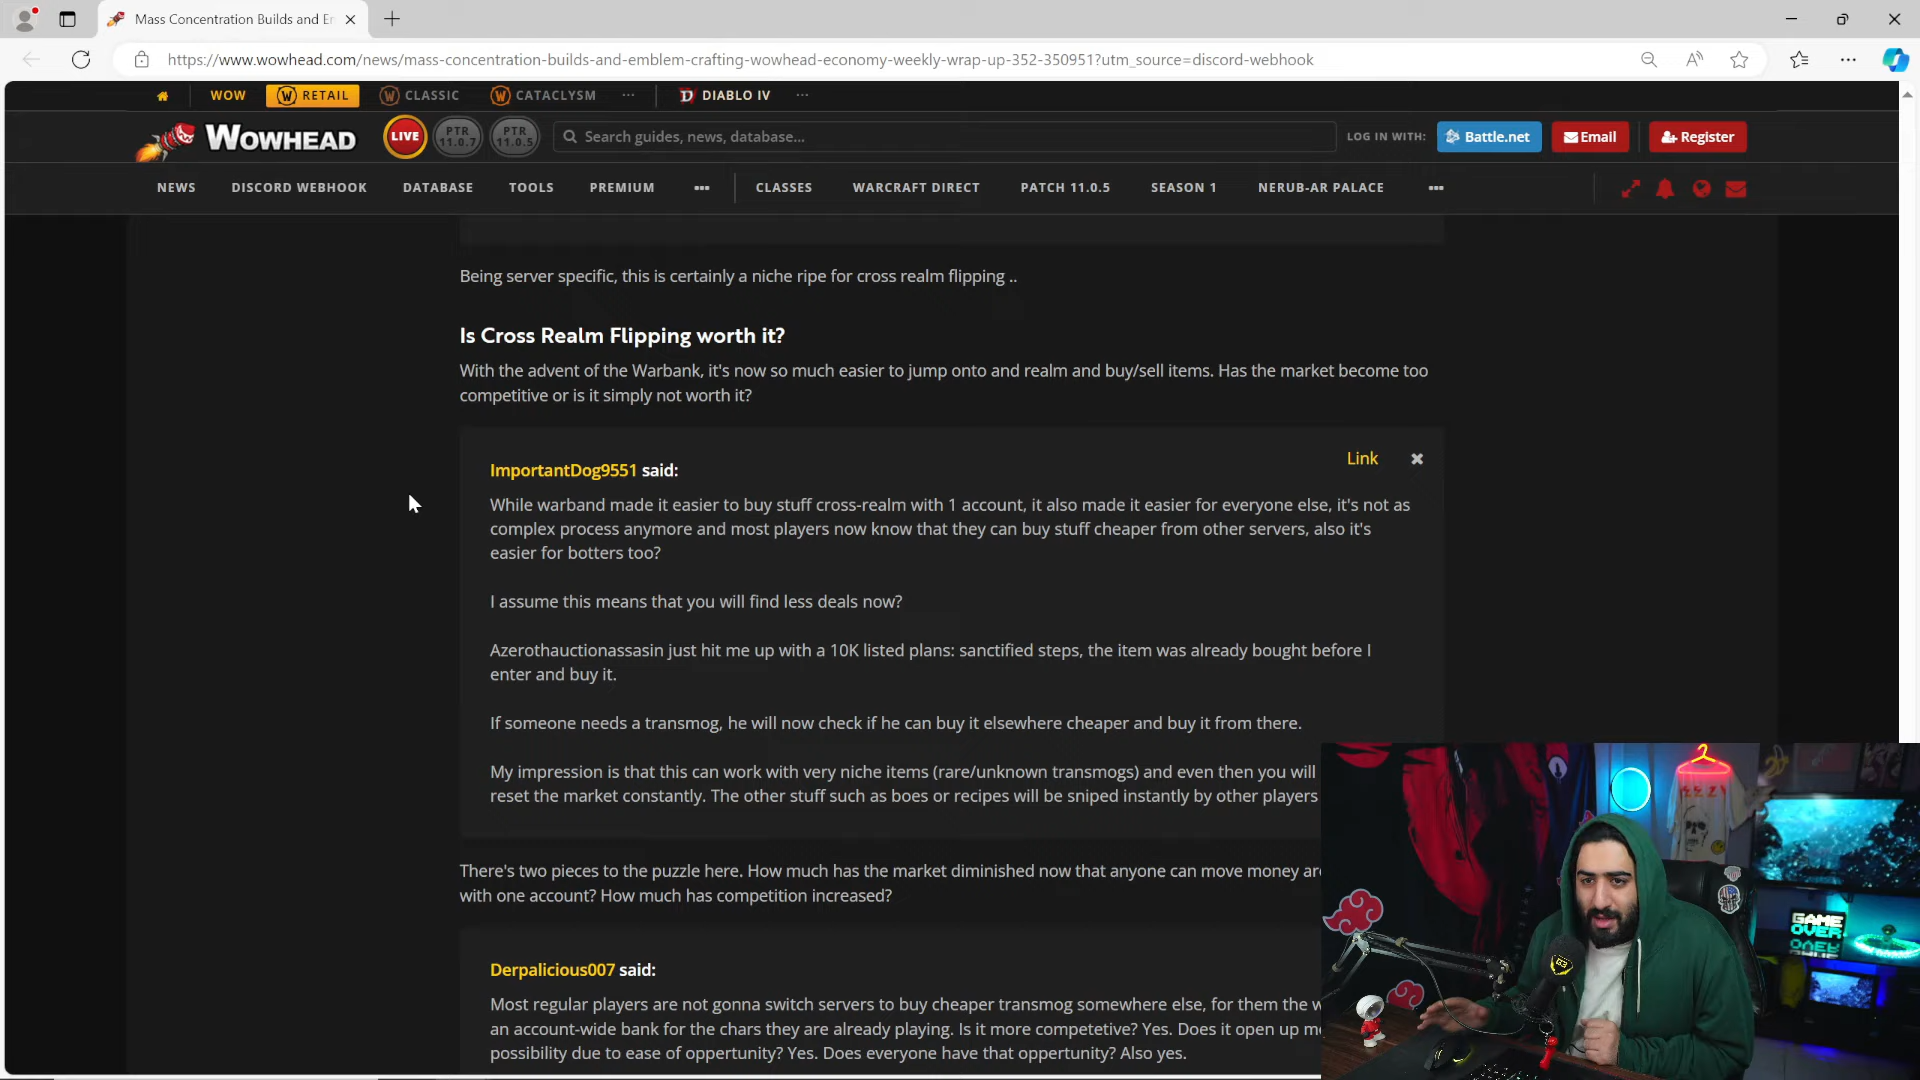 Mass Concentration Builds and Er
https://www.wowhead.com/news/mass-concentration-builds-and-emblem-crafting-wowhead-economy-weekly-wrap-up-352-350951?utm_source=discord-webhook
WOW RETAIL CLASSIC CATACLYSM ... DIABLO IV ...
WOWHEAD LIVE PTR 11.0.7 PTR 11.0.5 Search guides, news, database... LOG IN WITH: Battle.net Email Register
NEWS DISCORD WEBHOOK DATABASE TOOLS PREMIUM ... CLASSES WARCRAFT DIRECT PATCH 11.0.5 SEASON 1 NERUB-AR PALACE ...
Being server specific, this is certainly a niche ripe for cross realm flipping ..
Is Cross Realm Flipping worth it?
With the advent of the Warbank, it's now so much easier to jump onto and realm and buy/sell items. Has the market become too
competitive or is it simply not worth it?
Link
ImportantDog9551 said:
While warband made it easier to buy stuff cross-realm with 1 account, it also made it easier for everyone else, it's not as
complex process anymore and most players now know that they can buy stuff cheaper from other servers, also it's
easier for botters too?
I assume this means that you will find less deals now?
Azerothauctionassasin just hit me up with a 10K listed plans: sanctified steps, the item was already bought before I
enter and buy it.
If someone needs a transmog, he will now check if he can buy it elsewhere cheaper and buy it from there.
My impression is that this can work with very niche items (rare/unknown transmogs) and even then you will
reset the market constantly. The other stuff such as boes or recipes will be sniped instantly by other players
There's two pieces to the puzzle here. How much has the market diminished now that anyone can move money
with one account? How much has competition increased?
Derpalicious007 said:
Most regular players are not gonna switch servers to buy cheaper transmog somewhere else, for them the w
an account-wide bank for the chars they are already playing. Is it more competetive? Yes. Does it open up
possibility due to ease of oppertunity? Yes. Does everyone have that oppertunity? Also yes.
GAME
OVER